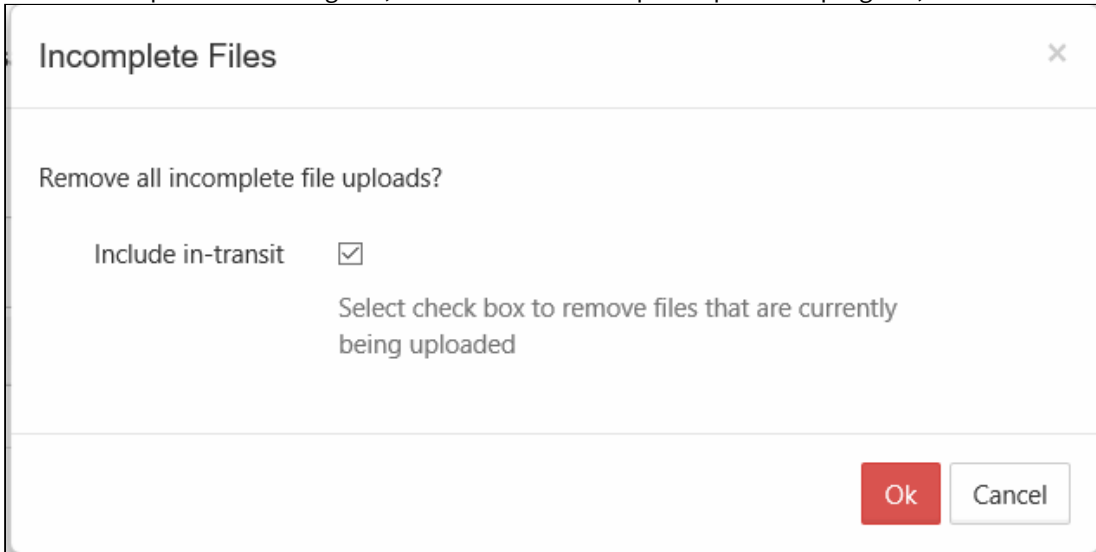 Incomplete Files
×
Remove all incomplete file uploads?
Include in-transit
Select check box to remove files that are currently
being uploaded
Ok Cancel